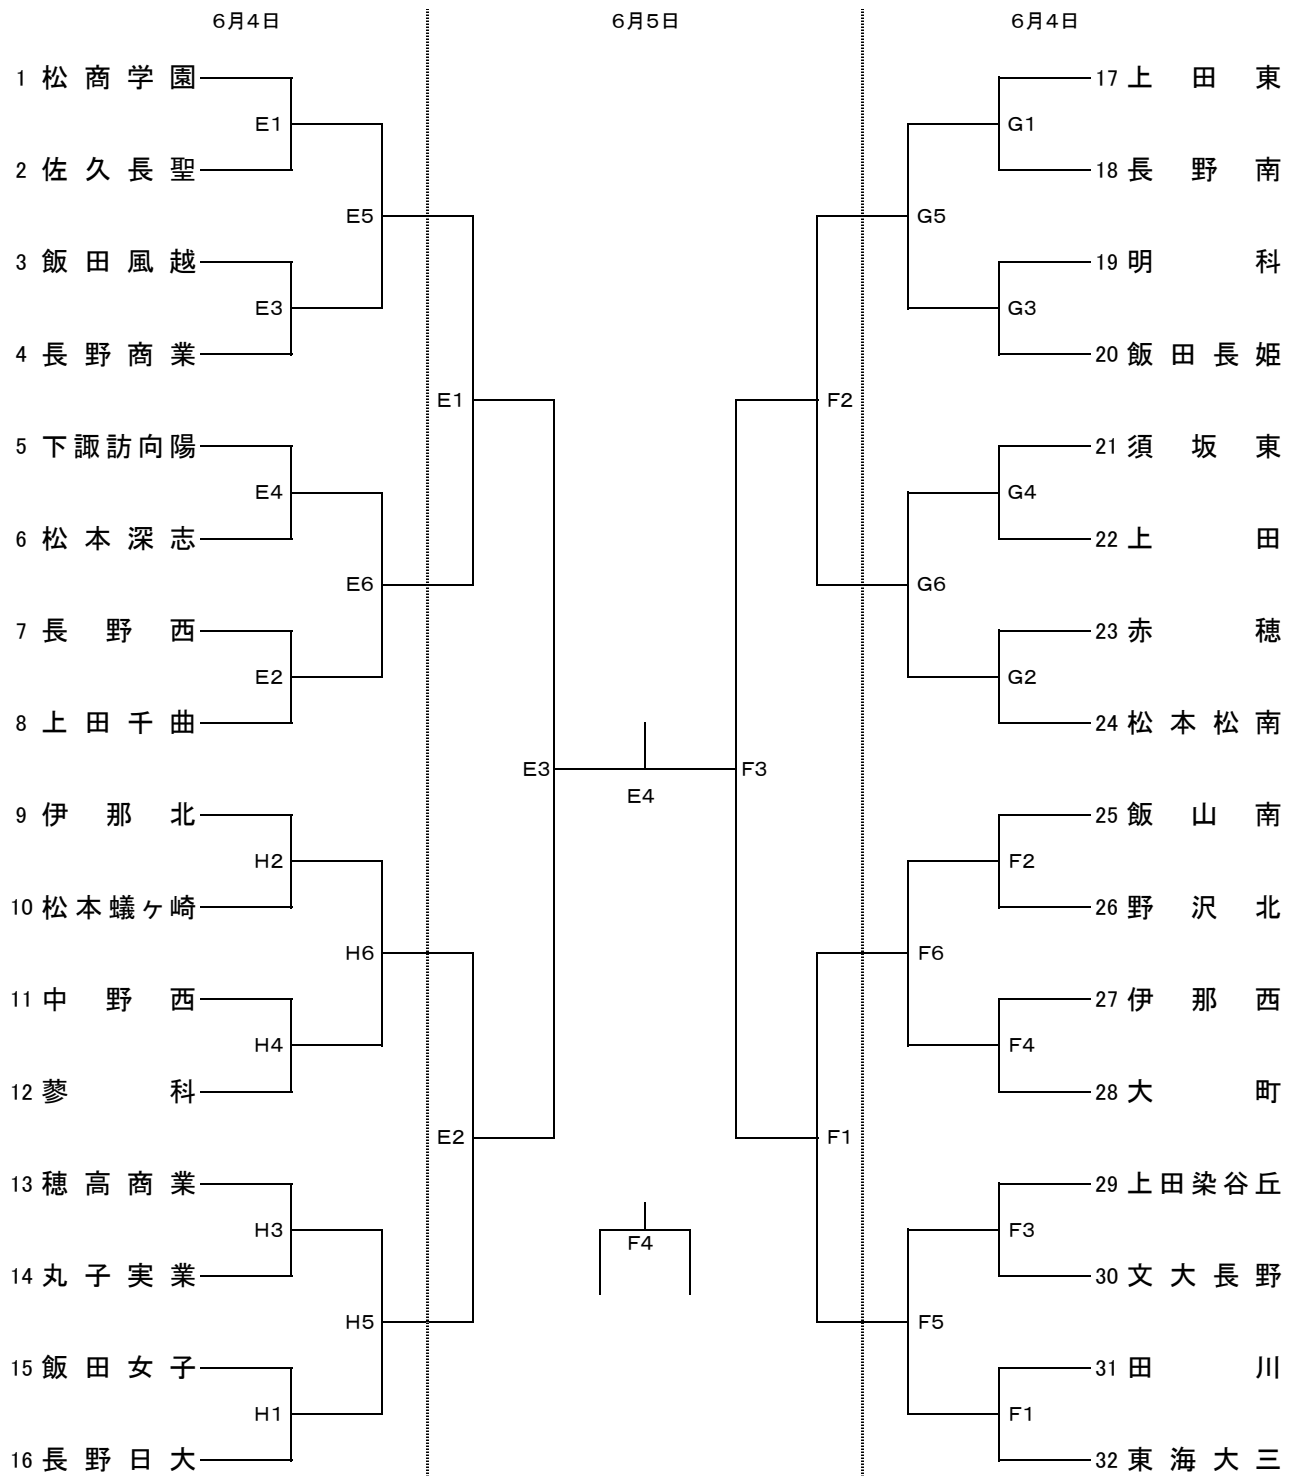 6月4日
6月5日
6月4日
1 松商学園
E1
2 佐久長聖
E5
3 飯田風越
E3
4 長野商業
E1
5 下諏訪向陽
E4
6 松本深志
E6
7 長野西
E2
8 上田千曲
E3
9 伊那北
H2
10 松本蟻ヶ崎
H6
11 中野西
H4
12 蓼科
E2
13 穂高商業
H3
14 丸子実業
H5
15 飯田女子
H1
16 長野日大
E4
F4
17 上田東
G1
18 長野南
G5
19 明科
G3
20 飯田長姫
F2
21 須坂東
G4
22 上田
G6
23 赤穂
G2
24 松本松南
F3
25 飯山南
F2
26 野沢北
F6
27 伊那西
F4
28 大町
F1
29 上田染谷丘
F3
30 文大長野
F5
31 田川
F1
32 東海大三